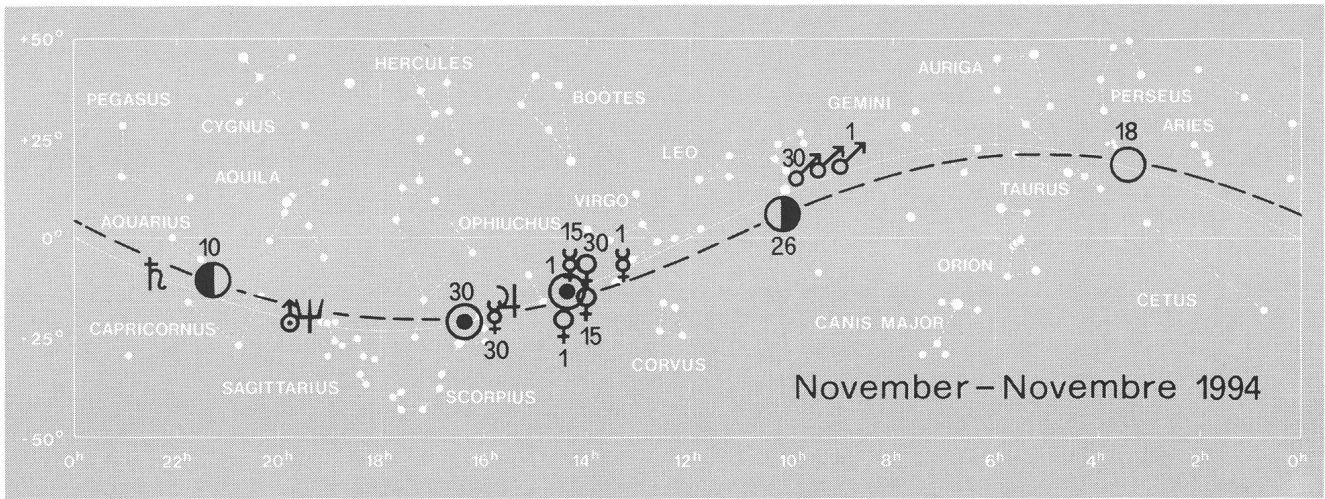 +50°
HERCULES
AURIGA
PEGASUS
BOOTES
GEMINI
PERSEUS
CYGNUS
+25°
LEO
30
1
18
ARIES
AQUILA
TAURUS
VIRGO
AQUARIUS
OPHIUCHUS
0°
10
15
30
1
26
1
ORION
30
CETUS
CAPRICORNUS
CANIS MAJOR
-25°
30
15
1
CORVUS
SAGITTARIUS
SCORPIUS
November–Novembre 1994
-50°
0h 22h 20h 18h 16h 14h 12h 10h 8h 6h 4h 2h 0h